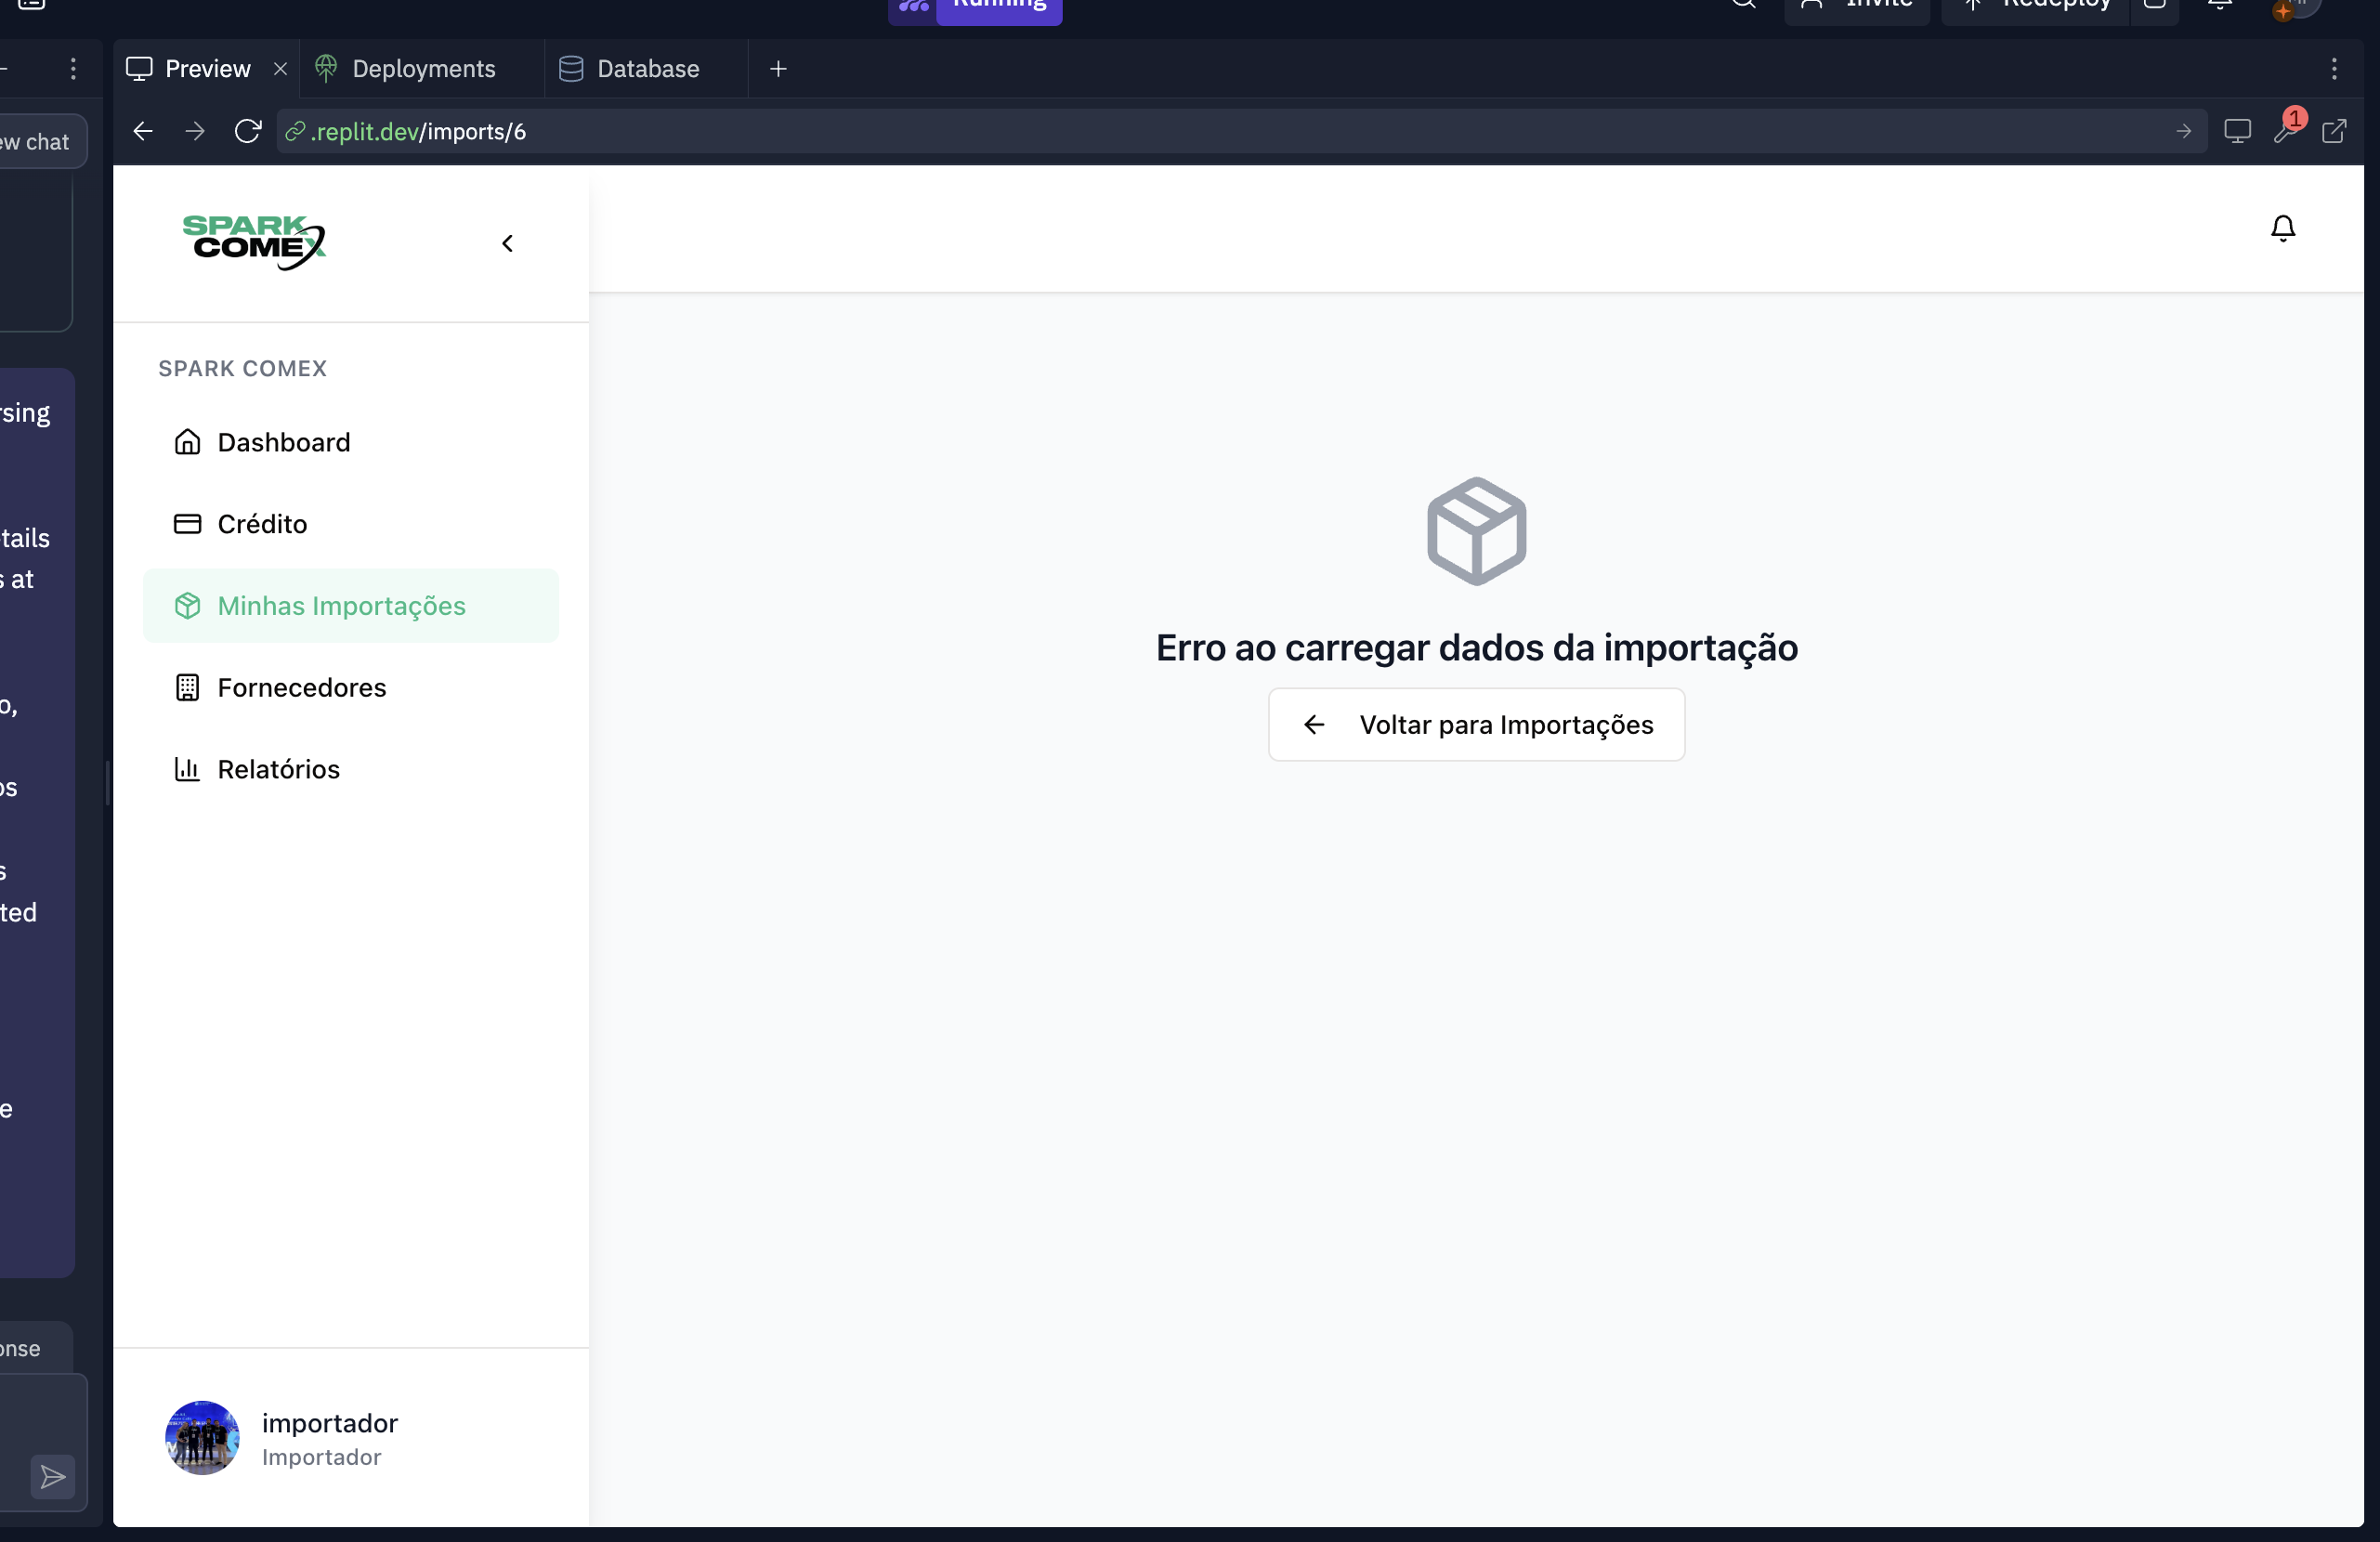 Running
Invite
Redeploy
Preview
Deployments
Database
.replit.dev/imports/6
1
ew chat
SPARK
COMEX
SPARK COMEX
Dashboard
Crédito
Minhas Importações
Fornecedores
Relatórios
Erro ao carregar dados da importação
Voltar para Importações
rsing
tails
s at
o,
os
s
ted
e
onse
importador
Importador